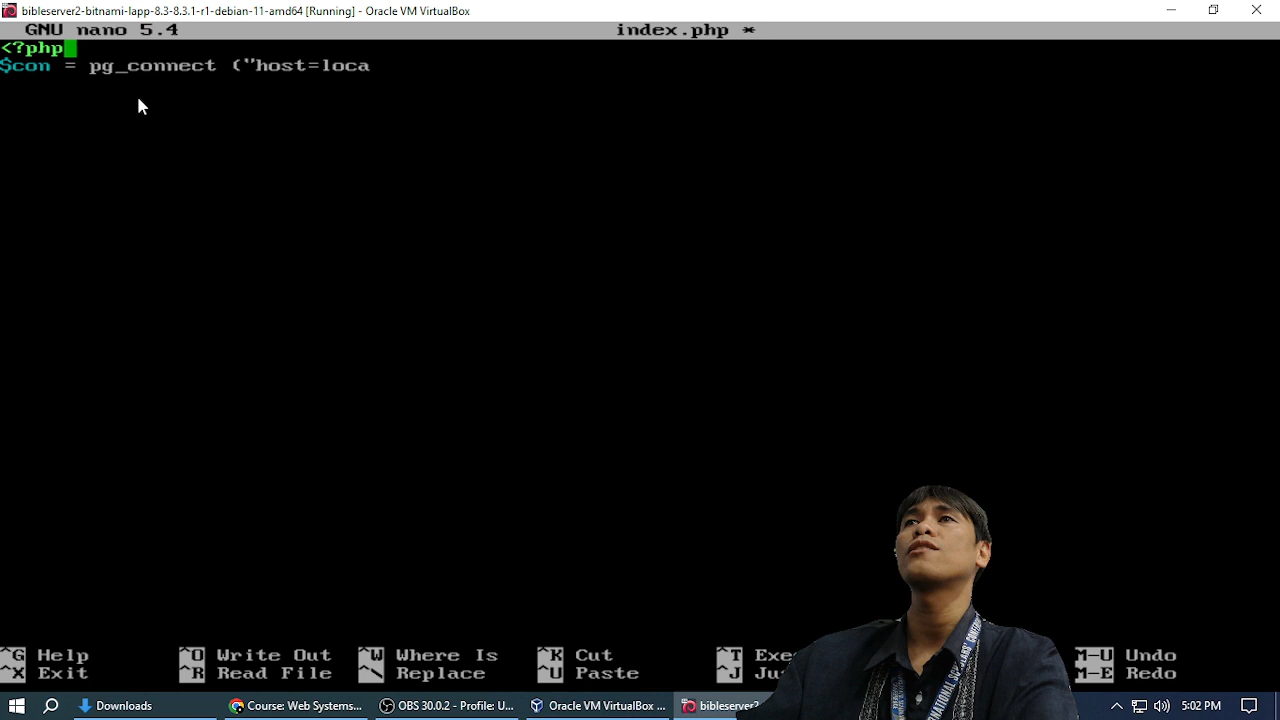 bibleserver2-bitnami-lapp-8.3-8.3.1-r1-debian-11-amd64 [Running] - Oracle VM VirtualBox
GNU nano 5.4 index.php *
<?php
$con = pg_connect ("host=loca
^G Help ^O Write Out ^W Where Is ^K Cut ^T Exe M-U Undo
^X Exit ^R Read File ^\ Replace ^U Paste ^J Ju M-E Redo
Downloads Course: Web Systems... OBS 30.0.2 - Profile: U... Oracle VM VirtualBox ... bibleserver2 5:02 PM